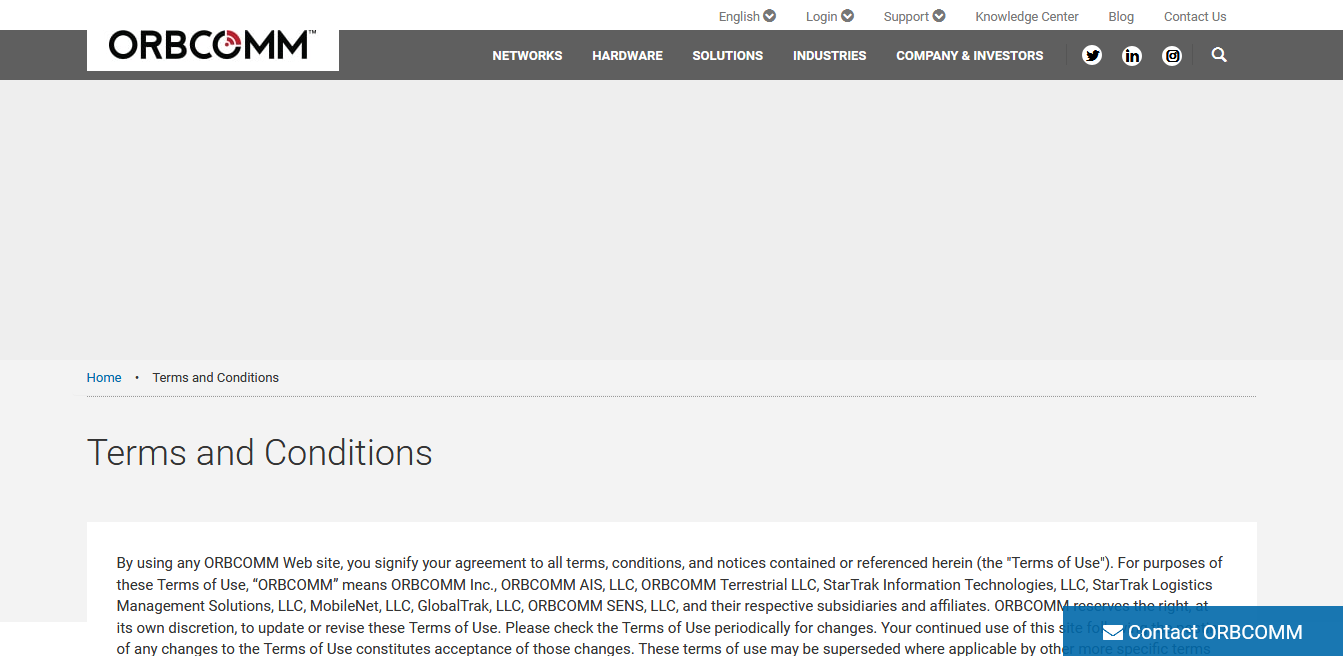 English Login Support Knowledge Center Blog Contact Us
ORBCOMM™
NETWORKS HARDWARE SOLUTIONS INDUSTRIES COMPANY & INVESTORS
Home • Terms and Conditions
Terms and Conditions
By using any ORBCOMM Web site, you signify your agreement to all terms, conditions, and notices contained or referenced herein (the "Terms of Use"). For purposes of
these Terms of Use, “ORBCOMM” means ORBCOMM Inc., ORBCOMM AIS, LLC, ORBCOMM Terrestrial LLC, StarTrak Information Technologies, LLC, StarTrak Logistics
Management Solutions, LLC, MobileNet, LLC, GlobalTrak, LLC, ORBCOMM SENS, LLC, and their respective subsidiaries and affiliates. ORBCOMM reserves the right, at
its own discretion, to update or revise these Terms of Use. Please check the Terms of Use periodically for changes. Your continued use of this site
of any changes to the Terms of Use constitutes acceptance of those changes. These terms of use may be superseded where applicable by other more specific terms
Contact ORBCOMM